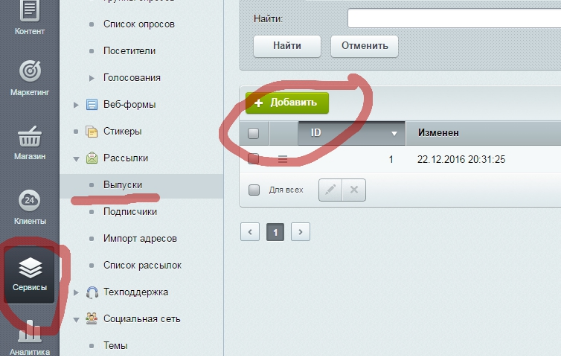 Контент
Маркетинг
Магазин
24
Клиенты
Сервисы
Аналитика
Группы опросов
Список опросов
Посетители
Голосования
Веб-формы
Стикеры
Рассылки
Выпуски
Подписчики
Импорт адресов
Список рассылок
Техподдержка
Социальная сеть
Темы
Найти:
Найти Отменить
+ Добавить
ID Изменен
1 22.12.2016 20:31:25
Для всех
1